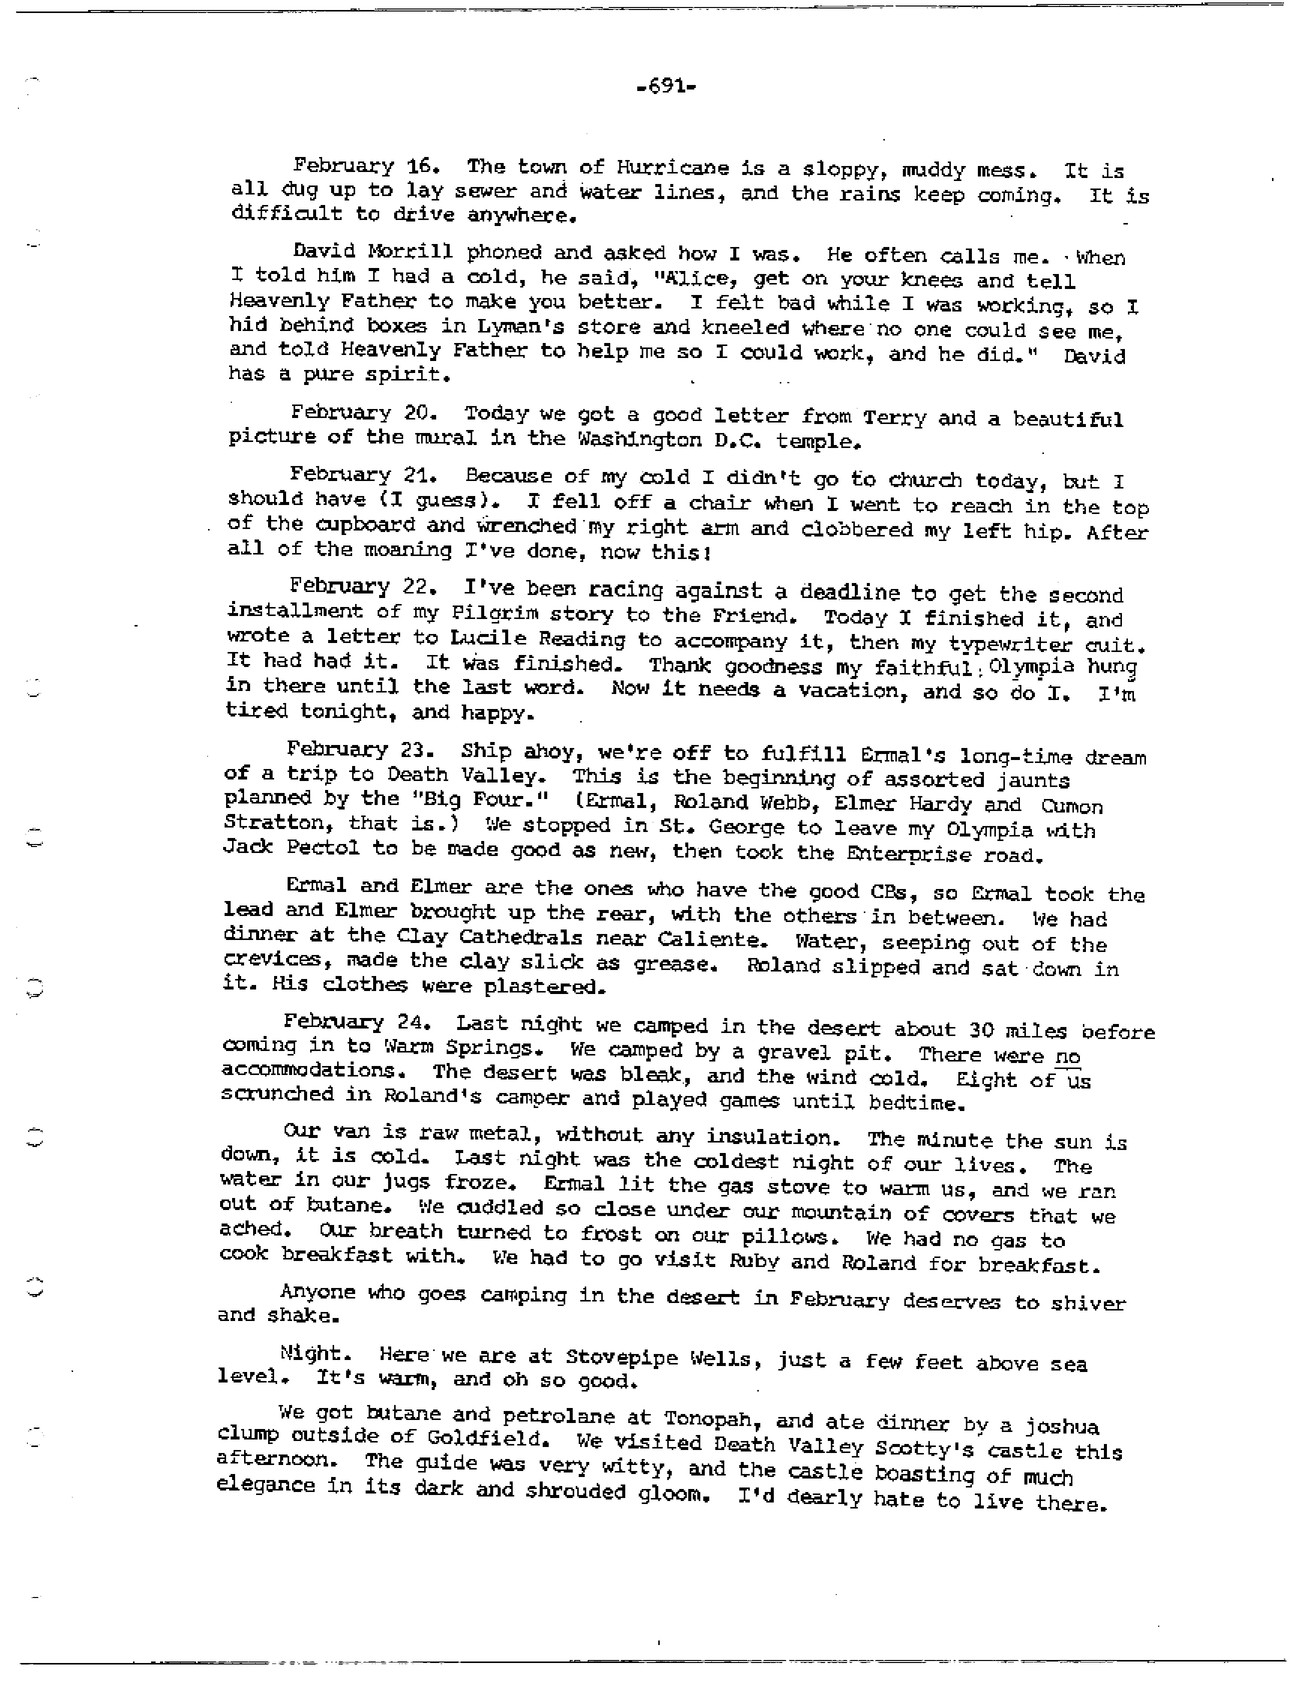 -691-
February 16. The town of Hurricane is a sloppy, muddy mess. It is
all dug up to lay sewer and water lines, and the rains keep coming. It is
difficult to drive anywhere.
David Morrill phoned and asked how I was. He often calls me. When
I told him I had a cold, he said, "Alice, get on your knees and tell
Heavenly Father to make you better. I felt bad while I was working, so I
hid behind boxes in Lyman's store and kneeled where no one could see me,
and told Heavenly Father to help me so I could work, and he did." David
has a pure spirit.
February 20. Today we got a good letter from Terry and a beautiful
picture of the mural in the Washington D.C. temple.
February 21. Because of my cold I didn't go to church today, but I
should have (I guess). I fell off a chair when I went to reach in the top
of the cupboard and wrenched my right arm and clobbered my left hip. After
all of the moaning I've done, now this!
February 22. I've been racing against a deadline to get the second
installment of my Pilgrim story to the Friend. Today I finished it, and
wrote a letter to Lucile Reading to accompany it, then my typewriter cuit.
It had had it. It was finished. Thank goodness my faithful Olympia hung
in there until the last word. Now it needs a vacation, and so do I. I'm
tired tonight, and happy.
February 23. Ship ahoy, we're off to fulfill Ermal's long-time dream
of a trip to Death Valley. This is the beginning of assorted jaunts
planned by the "Big Four." (Ermal, Roland Webb, Elmer Hardy and Cumon
Stratton, that is.) We stopped in St. George to leave my Olympia with
Jack Pectol to be made good as new, then took the Enterprise road.
Ermal and Elmer are the ones who have the good CBs, so Ermal took the
lead and Elmer brought up the rear, with the others in between. We had
dinner at the Clay Cathedrals near Caliente. Water, seeping out of the
crevices, made the clay slick as grease. Roland slipped and sat down in
it. His clothes were plastered.
February 24. Last night we camped in the desert about 30 miles before
coming in to Warm Springs. We camped by a gravel pit. There were no
accommodations. The desert was bleak, and the wind cold. Eight of us
scrunched in Roland's camper and played games until bedtime.
Our van is raw metal, without any insulation. The minute the sun is
down, it is cold. Last night was the coldest night of our lives. The
water in our jugs froze. Ermal lit the gas stove to warm us, and we ran
out of butane. We cuddled so close under our mountain of covers that we
ached. Our breath turned to frost on our pillows. We had no gas to
cook breakfast with. We had to go visit Ruby and Roland for breakfast.
Anyone who goes camping in the desert in February deserves to shiver
and shake.
Night. Here we are at Stovepipe Wells, just a few feet above sea
level. It's warm, and oh so good.
We got butane and petrolane at Tonopah, and ate dinner by a joshua
clump outside of Goldfield. We visited Death Valley Scotty's castle this
afternoon. The guide was very witty, and the castle boasting of much
elegance in its dark and shrouded gloom. I'd dearly hate to live there.